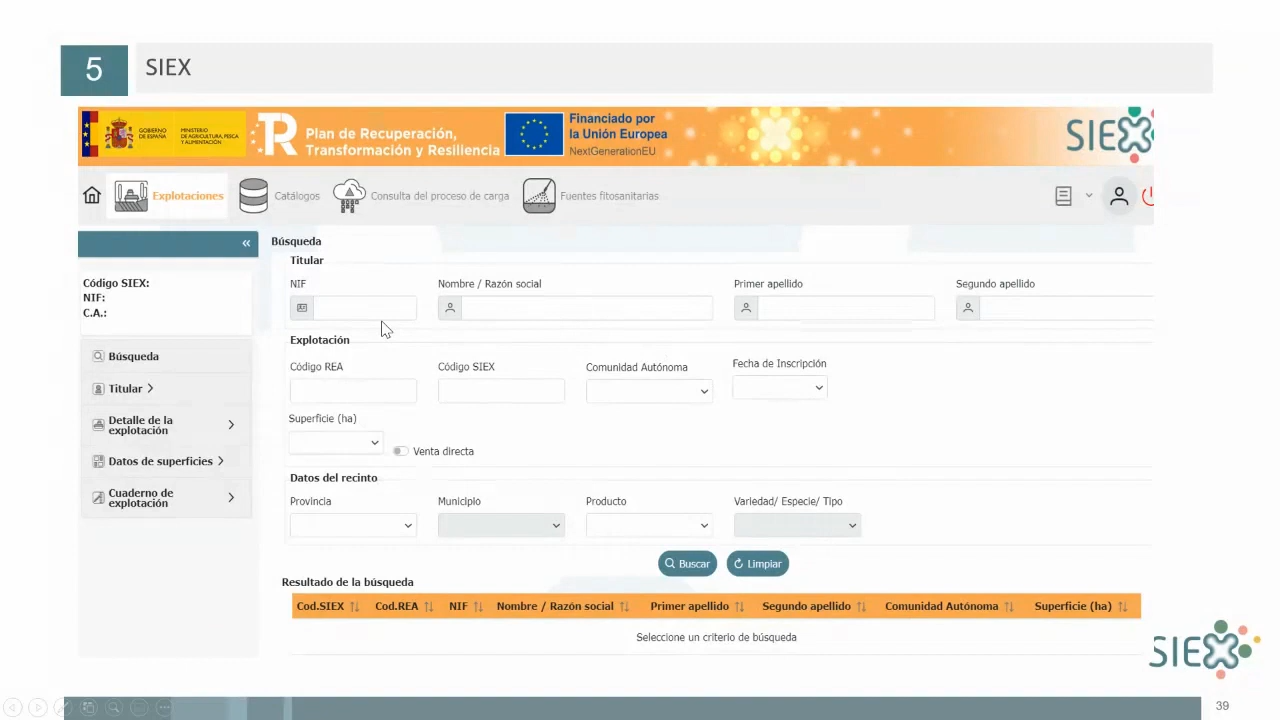 5
SIEX
GOBIERNO
DE ESPAÑA
MINISTERIO
DE AGRICULTURA, PESCA
Y ALIMENTACIÓN
Plan de Recuperación,
Transformación y Resiliencia
Financiado por
la Unión Europea
NextGenerationEU
SIEX
Explotaciones
Catálogos
Consulta del proceso de carga
Fuentes fitosanitarias
«
Código SIEX:
NIF:
C.A.:
Búsqueda
Titular
Detalle de la
explotación
Datos de superficies
Cuaderno de
explotación
Búsqueda
Titular
NIF
Nombre / Razón social
Primer apellido
Segundo apellido
Explotación
Código REA
Código SIEX
Comunidad Autónoma
Fecha de Inscripción
Superficie (ha)
Venta directa
Datos del recinto
Provincia
Municipio
Producto
Variedad/ Especie/ Tipo
Buscar
Limpiar
Resultado de la búsqueda
Cod.SIEX
Cod.REA
NIF
Nombre / Razón social
Primer apellido
Segundo apellido
Comunidad Autónoma
Superficie (ha)
Seleccione un criterio de búsqueda
SIEX
39